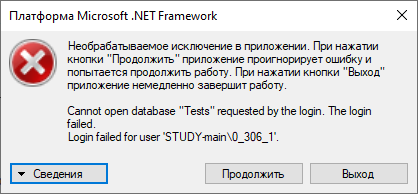 Платформа Microsoft .NET Framework
Необрабатываемое исключение в приложении. При нажатии
кнопки "Продолжить" приложение проигнорирует ошибку и
попытается продолжить работу. При нажатии кнопки "Выход"
приложение немедленно завершит работу.
Cannot open database "Tests" requested by the login. The login
failed.
Login failed for user 'STUDY-main\0_306_1'.
Сведения
Продолжить
Выход